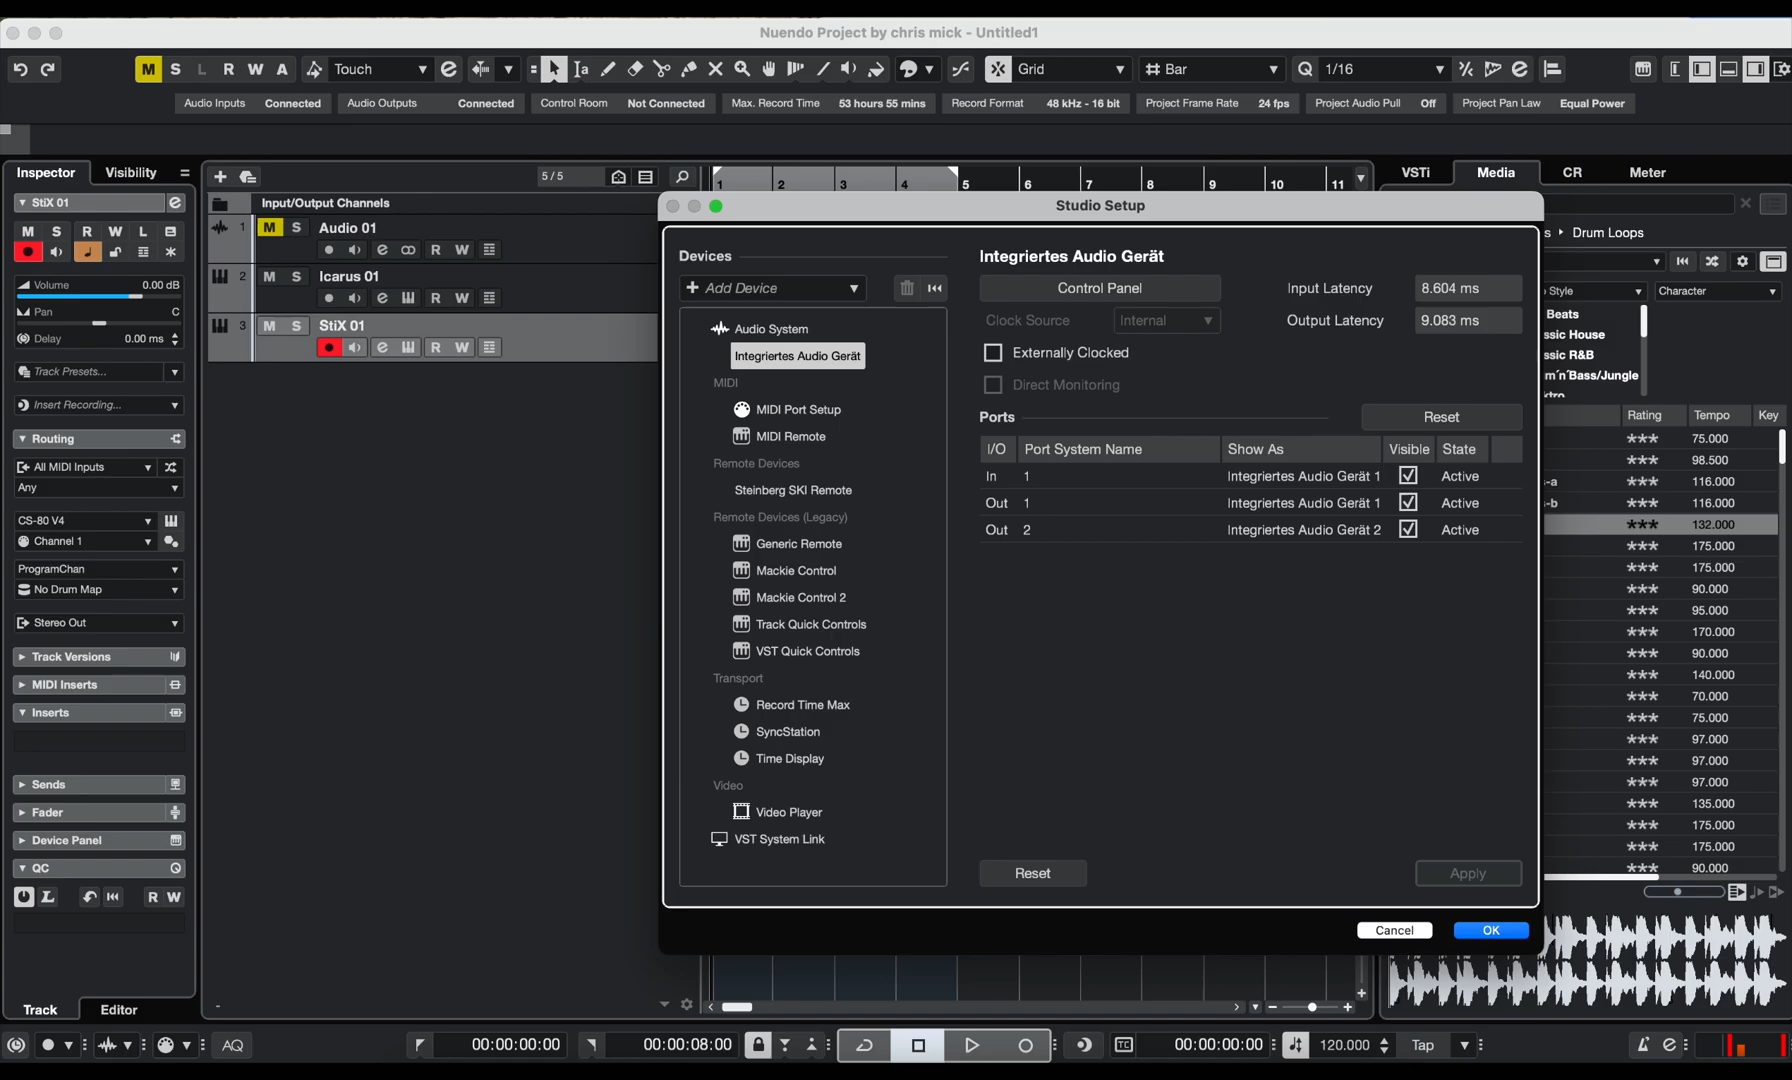 Nuendo Project by chris mick - Untitled1
M S L R W A Touch Grid Bar Q 1/16
Audio Inputs Connected Audio Outputs Connected Control Room Not Connected Max. Record Time 53 hours 55 mins Record Format 48 kHz - 16 bit Project Frame Rate 24 fps Project Audio Pull Off Project Pan Law Equal Power
Inspector Visibility
StiX 01
M S R W L
Volume 0.00 dB
Pan C
Delay 0.00 ms
Track Presets...
Insert Recording...
Routing
All MIDI Inputs
Any
CS-80 V4
Channel 1
ProgramChan
No Drum Map
Stereo Out
Track Versions
MIDI Inserts
Inserts
Sends
Fader
Device Panel
QC
R W
Track Editor
5 / 5
Input/Output Channels
1 M S Audio 01
R W
2 M S Icarus 01
R W
3 M S StiX 01
R W
1 2 3 4 5 6 7 8 9 10 11
Studio Setup
Devices
Add Device
Audio System
Integriertes Audio Gerät
MIDI
MIDI Port Setup
MIDI Remote
Remote Devices
Steinberg SKI Remote
Remote Devices (Legacy)
Generic Remote
Mackie Control
Mackie Control 2
Track Quick Controls
VST Quick Controls
Transport
Record Time Max
SyncStation
Time Display
Video
Video Player
VST System Link
Integriertes Audio Gerät
Control Panel Input Latency 8.604 ms
Clock Source Internal Output Latency 9.083 ms
Externally Clocked
Direct Monitoring
Ports Reset
I/O Port System Name Show As Visible State
In 1 Integriertes Audio Gerät 1 Active
Out 1 Integriertes Audio Gerät 1 Active
Out 2 Integriertes Audio Gerät 2 Active
Reset Apply
Cancel OK
VSTi Media CR Meter
s Drum Loops
Style Character
Beats
ssic House
ssic R&B
m´n´Bass/Jungle
Rating Tempo Key
*** 75.000
*** 98.500
s-a *** 116.000
s-b *** 116.000
*** 132.000
*** 175.000
*** 175.000
*** 90.000
*** 95.000
*** 170.000
*** 90.000
*** 140.000
*** 70.000
*** 75.000
*** 97.000
*** 97.000
*** 97.000
*** 135.000
*** 175.000
*** 175.000
*** 90.000
AQ 00:00:00:00 00:00:08:00 TC 00:00:00:00 120.000 Tap